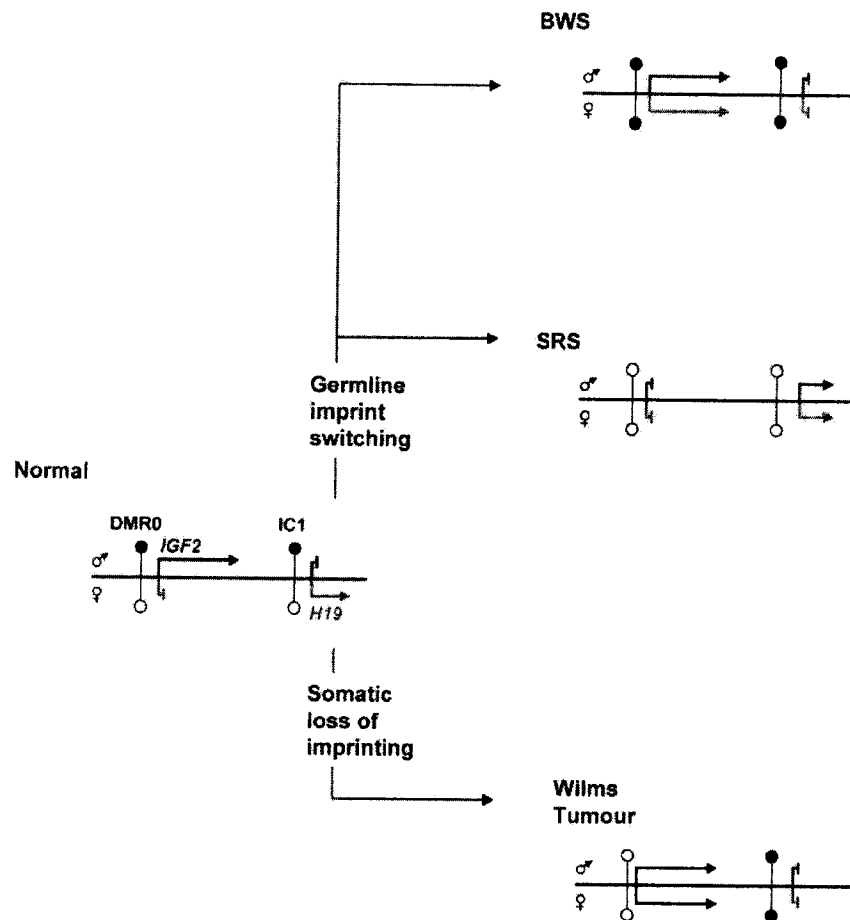 BWS
♂
♀
SRS
♂
♀
Germline
imprint
switching
Normal
DMR0
IGF2
IC1
♂
♀
H19
Somatic
loss of
imprinting
Wilms
Tumour
♂
♀